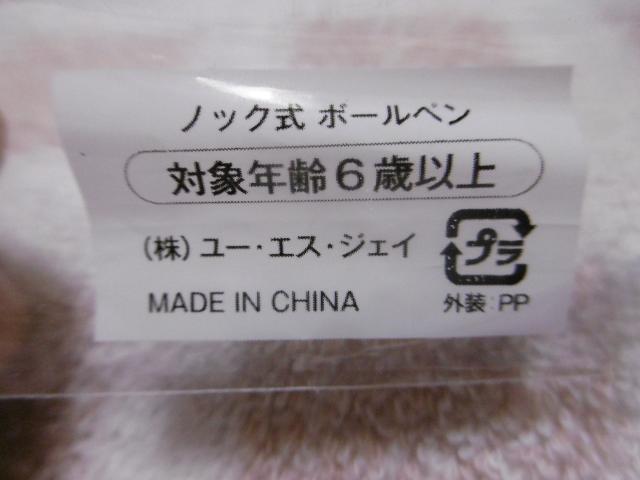 ノック式 ボールペン
対象年齢6歳以上
(株)ユー・エス・ジェイ
プラ
MADE IN CHINA
外装:PP